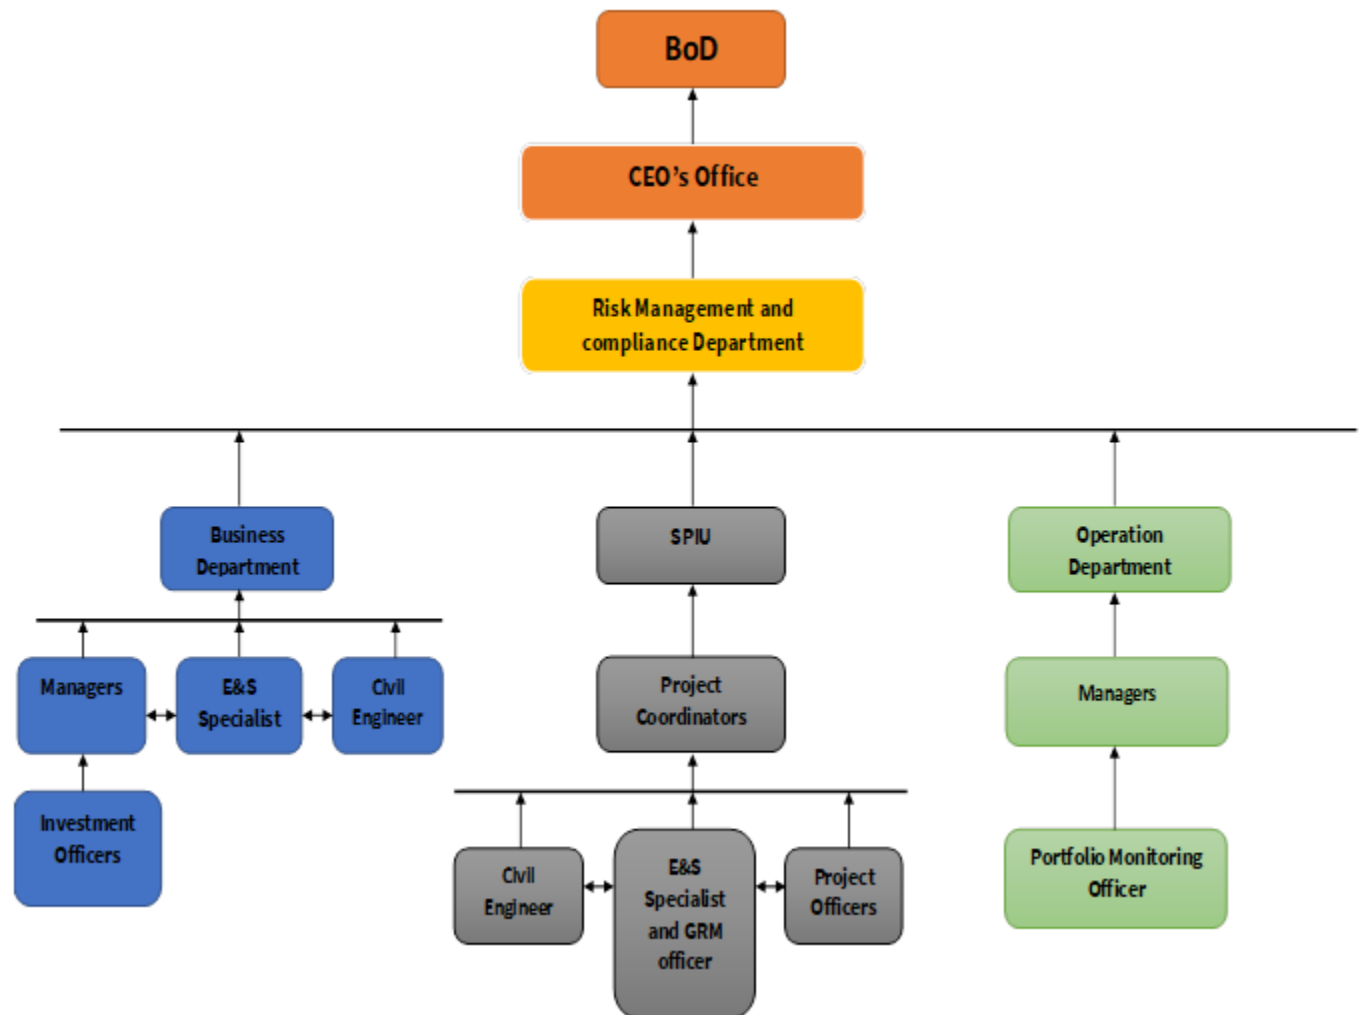 BoD
CEO’s Office
Risk Management and
compliance Department
Business
Department
SPIU
Operation
Department
Managers
E&S
Specialist
Civil
Engineer
Project
Coordinators
Managers
Investment
Officers
Civil
Engineer
E&S
Specialist
and GRM
officer
Project
Officers
Portfolio Monitoring
Officer